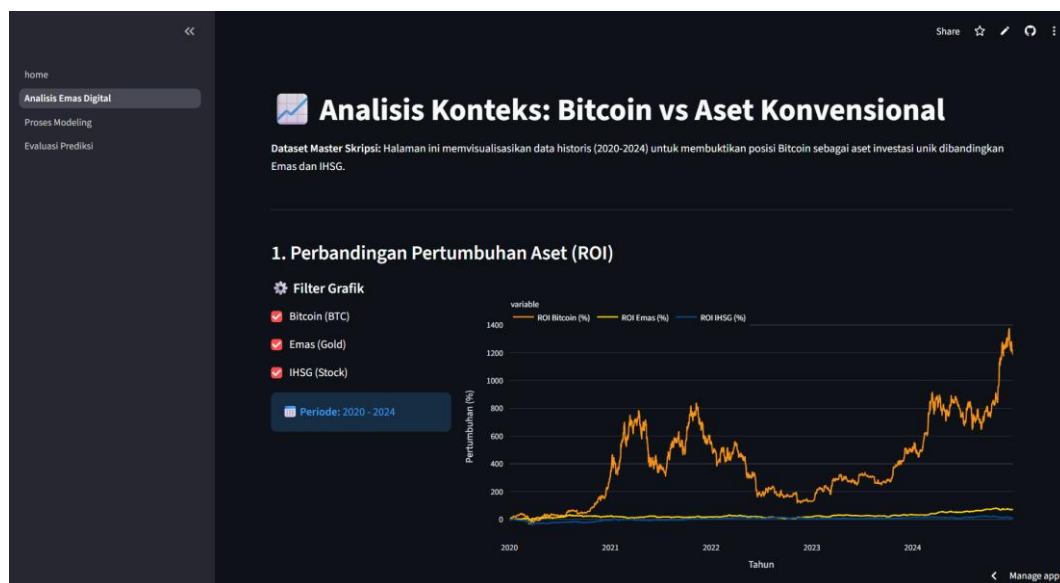 Share
home
Analisis Emas Digital
Proses Modeling
Evaluasi Prediksi
Analisis Konteks: Bitcoin vs Aset Konvensional
Dataset Master Skripsi: Halaman ini memvisualisasikan data historis (2020-2024) untuk membuktikan posisi Bitcoin sebagai aset investasi unik dibandingkan
Emas dan IHSG.
1. Perbandingan Pertumbuhan Aset (ROI)
Filter Grafik
Bitcoin (BTC)
Emas (Gold)
IHSG (Stock)
Periode: 2020 - 2024
variable
ROI Bitcoin (%) ROI Emas (%) ROI IHSG (%)
Pertumbuhan (%)
1400
1200
1000
800
600
400
200
0
2020 2021 2022 2023 2024
Tahun
Manage app